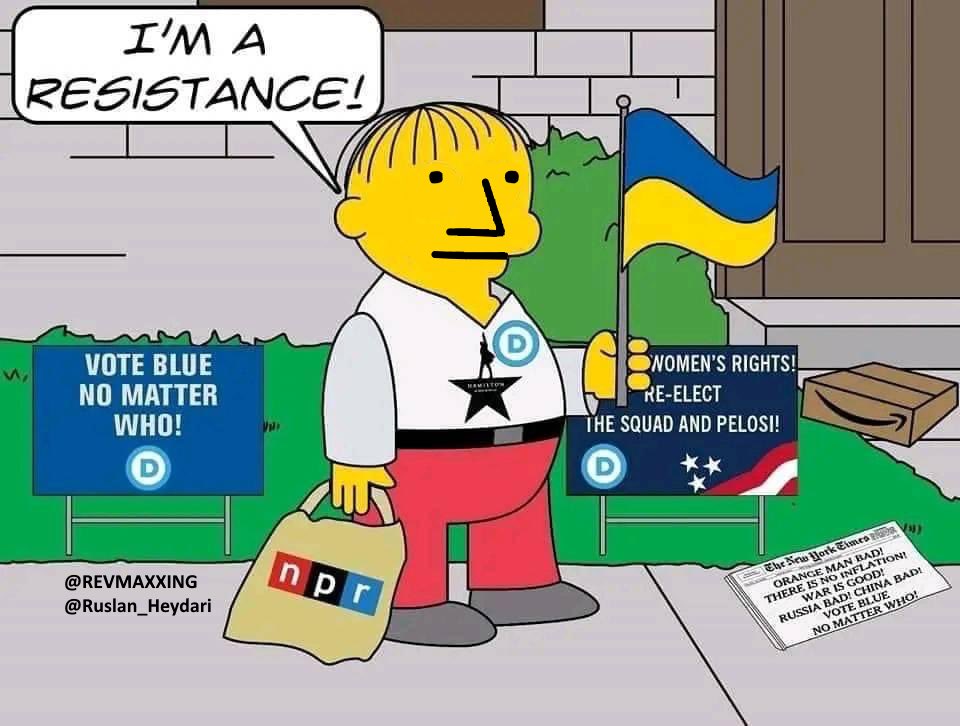 I'M A
RESISTANCE!
VOTE BLUE
NO MATTER
WHO!
D
D
HAMILTON
WOMEN'S RIGHTS!
RE-ELECT
THE SQUAD AND PELOSI!
D
npr
@REVMAXXING
@Ruslan_Heydari
The New York Times
ORANGE MAN BAD!
THERE IS NO INFLATION!
WAR IS GOOD!
RUSSIA BAD! CHINA BAD!
VOTE BLUE
NO MATTER WHO!